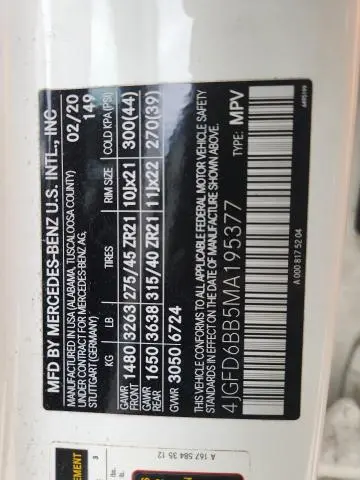 MFD BY MERCEDES-BENZ U.S. INTL., INC
MANUFACTURED IN USA (ALABAMA, TUSCALOOSA COUNTY)
UNDER CONTRACT FOR MERCEDES-BENZ AG,
STUTTGART GERMANY
02/20
149
KG LB TIRES RIM SIZE COLD KPA (PSI)
GAWR FRONT 1480 3263 275/45 ZR21 10Jx21 300(44)
GAWR REAR 1650 3638 315/40 ZR21 11Jx22 270(39)
GVWR 3050 6724
THIS VEHICLE CONFORMS TO ALL APPLICABLE FEDERAL MOTOR VEHICLE SAFETY
STANDARDS IN EFFECT ON THE DATE OF MANUFACTURE SHOWN ABOVE.
4JGFD6BB5MA195377 TYPE: MPV
A 000 817 52 04
A 167 584 35 12